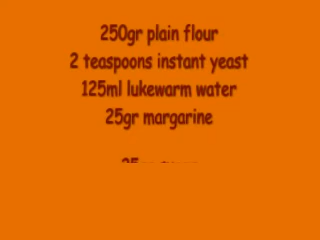 250gr plain flour
2 teaspoons instant yeast
125ml lukewarm water
25gr margarine